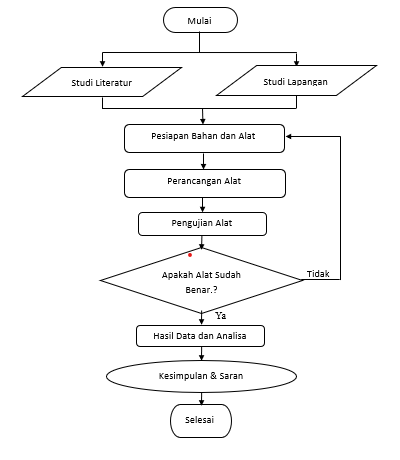 Mulai
Studi Literatur
Studi Lapangan
Pesiapan Bahan dan Alat
Perancangan Alat
Pengujian Alat
Apakah Alat Sudah
Benar.?
Tidak
Ya
Hasil Data dan Analisa
Kesimpulan & Saran
Selesai